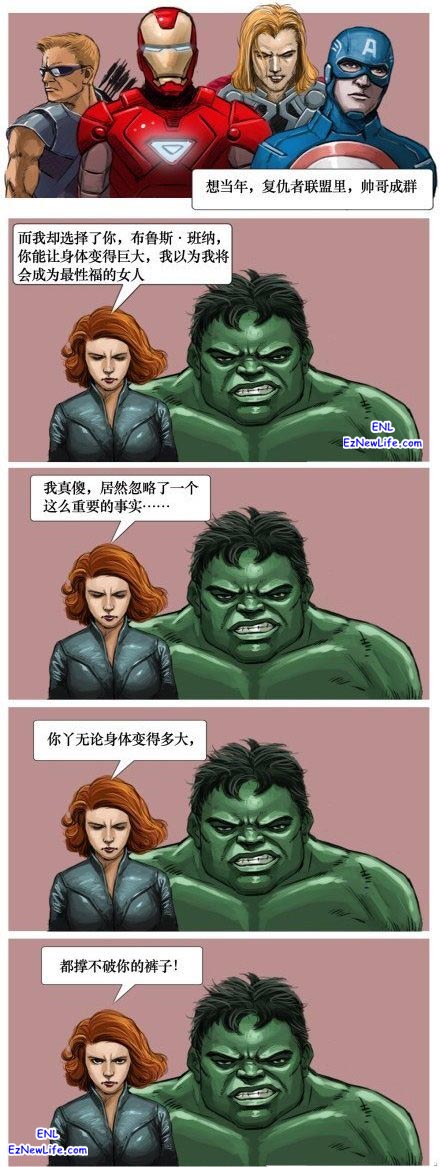 A
想当年，复仇者联盟里，帅哥成群
而我却选择了你，布鲁斯·班纳，
你能让身体变得巨大，我以为我将
会成为最性福的女人
ENL
EzNewLife.com
我真傻，居然忽略了一个
这么重要的事实……
你丫无论身体变得多大，
都撑不破你的裤子！
ENL
EzNewLife.com